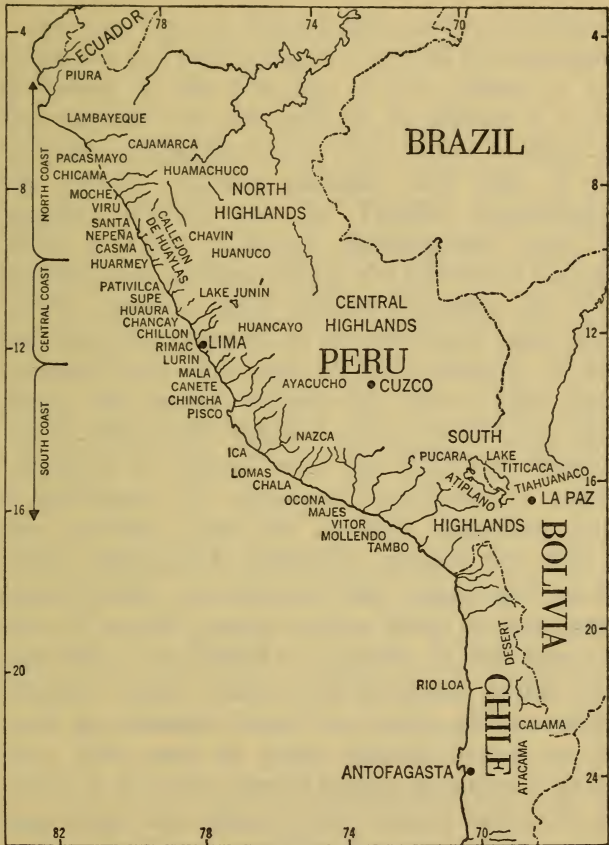 78
74
70
4
4
ECUADOR
PIURA
LAMBAYEQUE
CAJAMARCA
BRAZIL
PACASMAYO
CHICAMA
HUAMACHUCO
8
8
NORTH COAST
NORTH
HIGHLANDS
MOCHE
VIRU
SANTA
NEPEÑA
CASMA
HUARMEY
CALLEJON
DE HUAYLAS
CHAVIN
HUANUCO
CENTRAL COAST
PATIVILCA
SUPE
HUAURA
CHANCAY
CHILLON
RIMAC
LURIN
MALA
CANETE
CHINCHA
PISCO
LAKE JUNÍN
HUANCAYO
LIMA
CENTRAL
HIGHLANDS
PERU
12
12
AYACUCHO
CUZCO
SOUTH COAST
NAZCA
ICA
LOMAS
CHALA
OCONA
MAJES
VITOR
MOLLENDO
TAMBO
SOUTH
PUCARA
LAKE
TITICACA
ATIPLANO
TIAHUANACO
16
16
LA PAZ
HIGHLANDS
BOLIVIA
20
20
DESERT
RIO LOA
CHILE
CALAMA
ATACAMA
ANTOFAGASTA
24
82
78
74
70